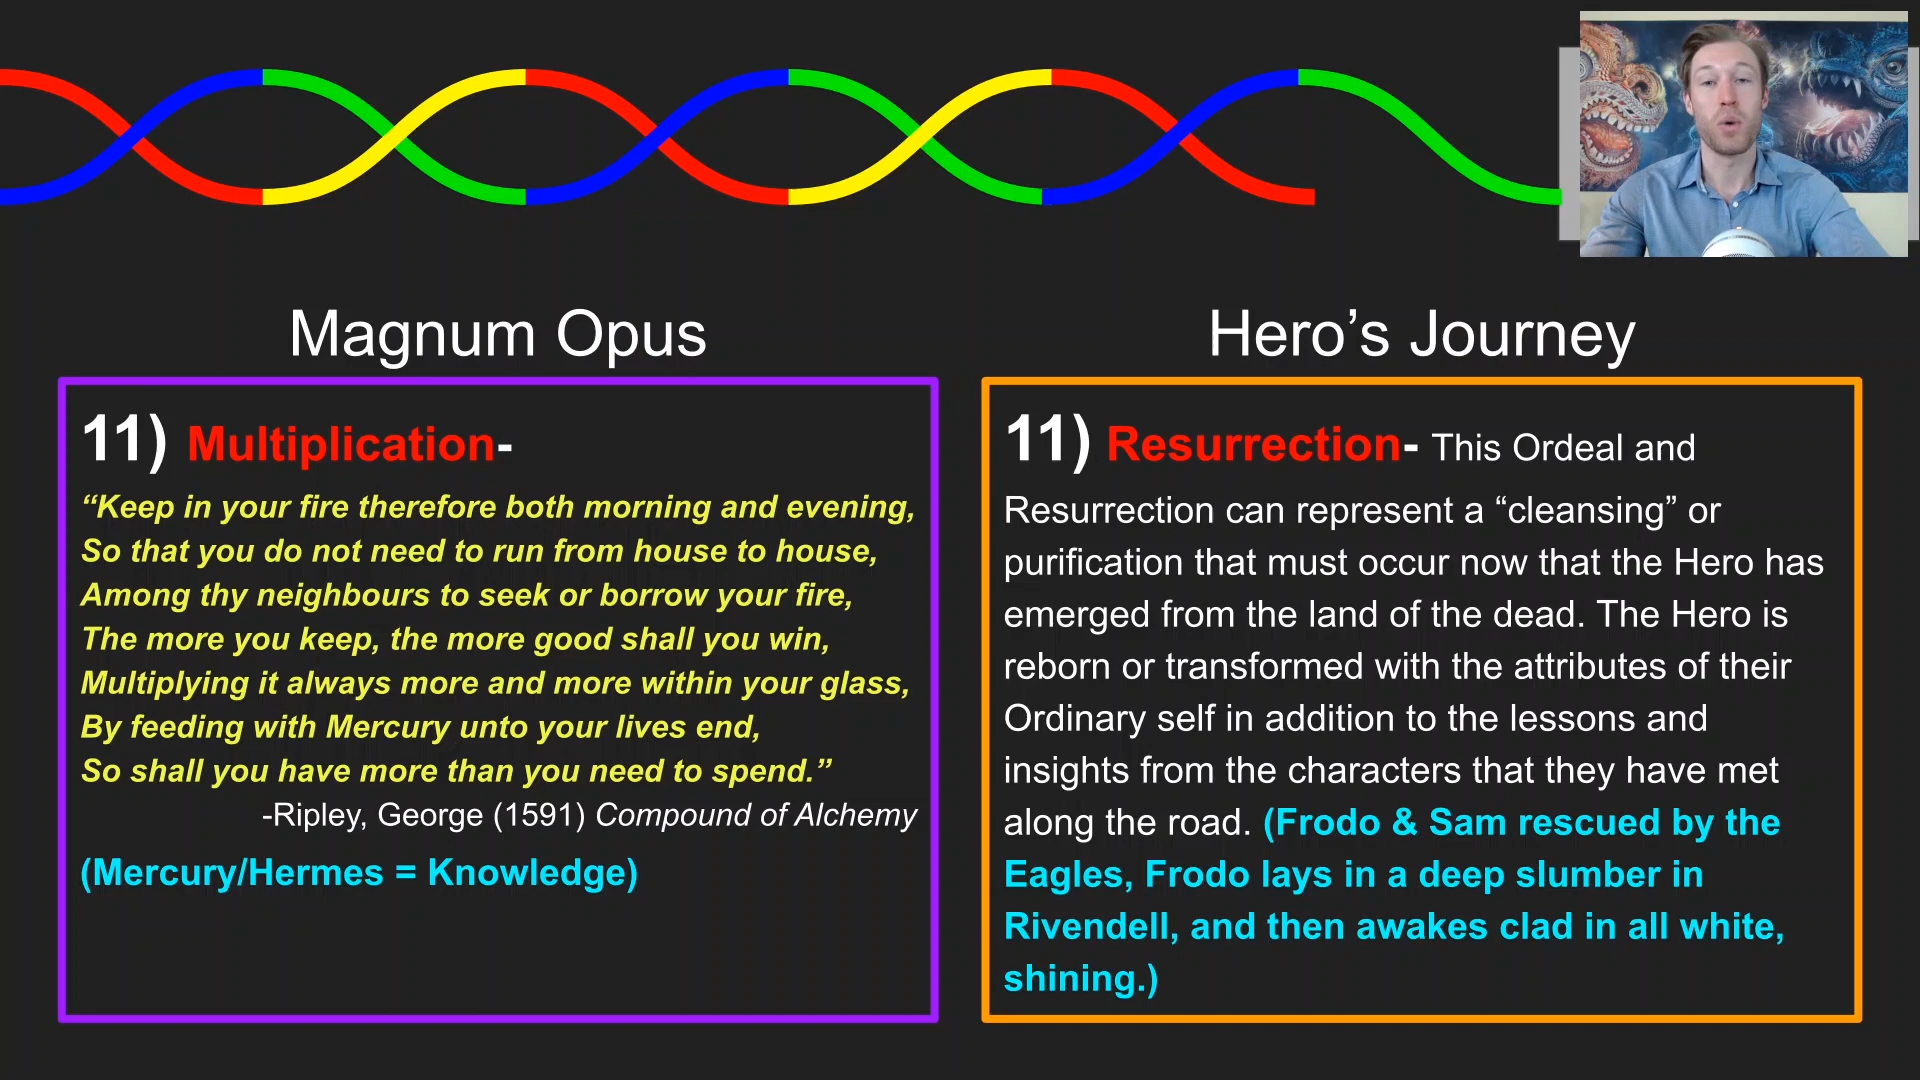 Magnum Opus
11) Multiplication-
“Keep in your fire therefore both morning and evening,
So that you do not need to run from house to house,
Among thy neighbours to seek or borrow your fire,
The more you keep, the more good shall you win,
Multiplying it always more and more within your glass,
By feeding with Mercury unto your lives end,
So shall you have more than you need to spend.”
-Ripley, George (1591) Compound of Alchemy
(Mercury/Hermes = Knowledge)
Hero’s Journey
11) Resurrection- This Ordeal and
Resurrection can represent a “cleansing” or
purification that must occur now that the Hero has
emerged from the land of the dead. The Hero is
reborn or transformed with the attributes of their
Ordinary self in addition to the lessons and
insights from the characters that they have met
along the road. (Frodo & Sam rescued by the
Eagles, Frodo lays in a deep slumber in
Rivendell, and then awakes clad in all white,
shining.)